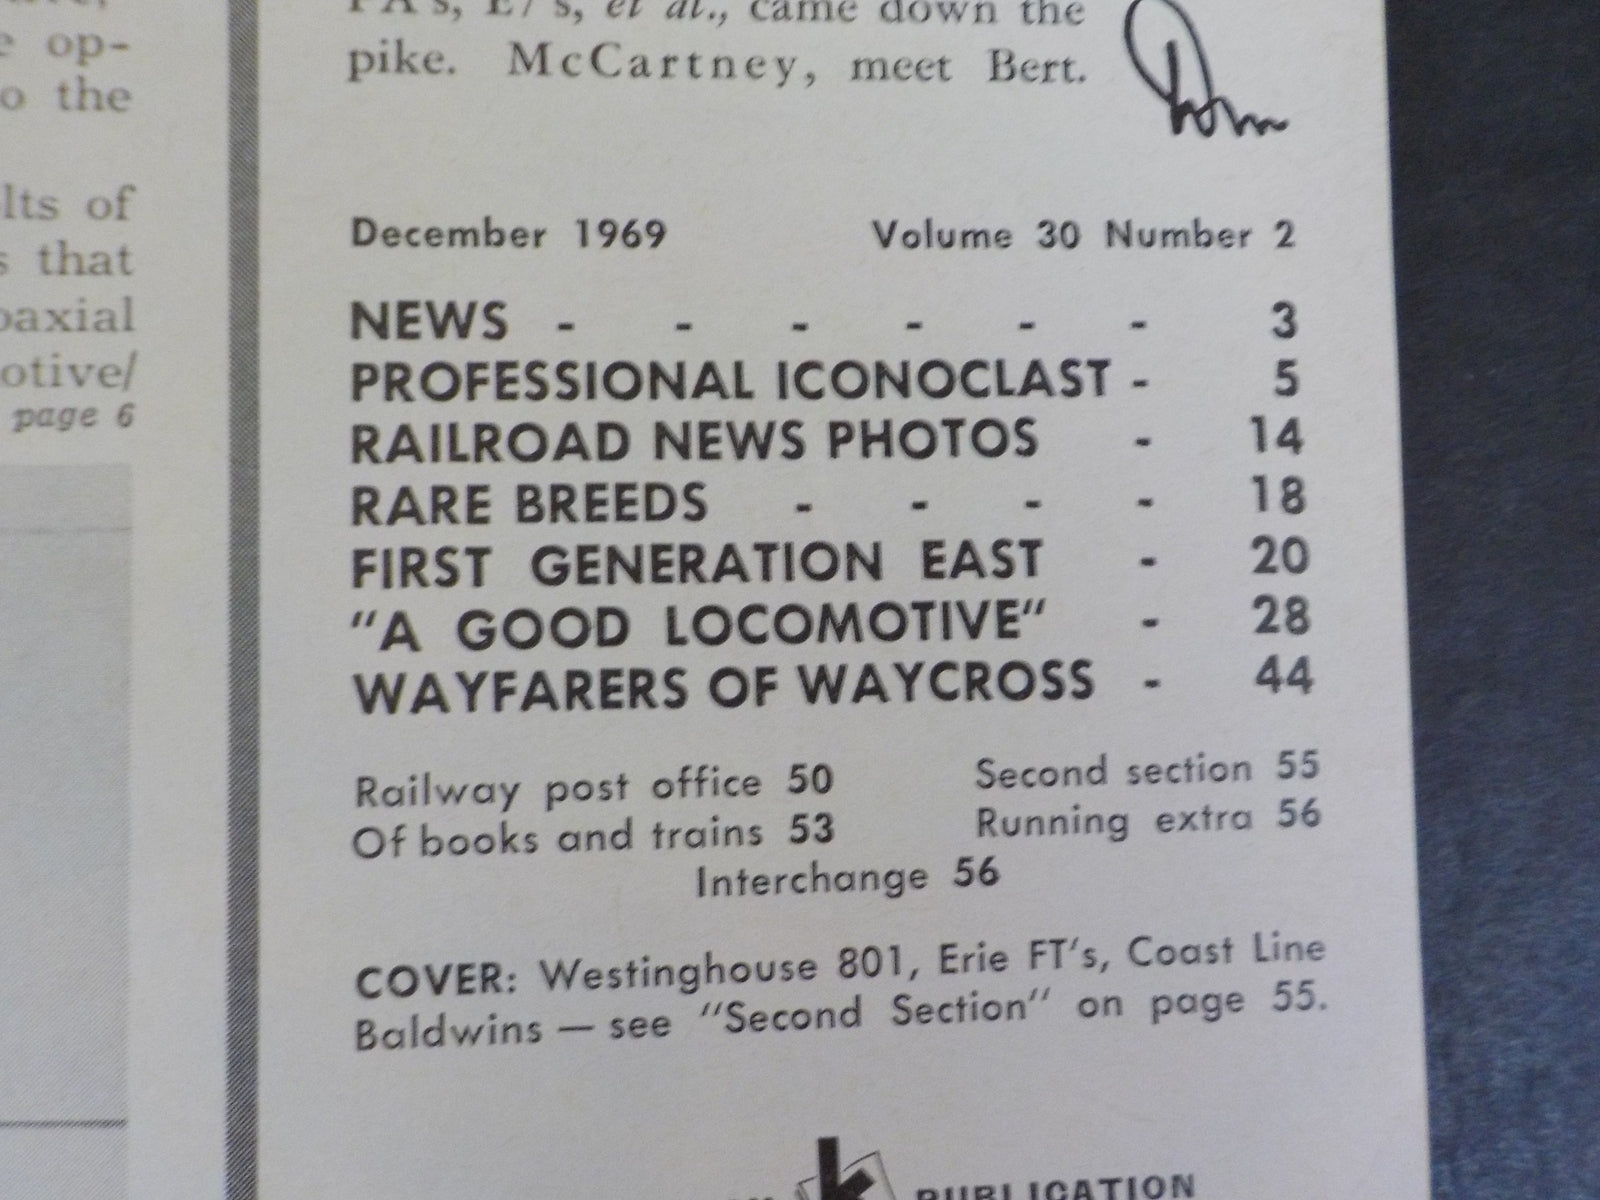 e op-
o the
lts of
s that
oaxial
otive/
page 6
et al., came down the
pike. McCartney, meet Bert.
December 1969 Volume 30 Number 2
NEWS - - - - - - 3
PROFESSIONAL ICONOCLAST - 5
RAILROAD NEWS PHOTOS - 14
RARE BREEDS - - - - 18
FIRST GENERATION EAST - 20
"A GOOD LOCOMOTIVE" - 28
WAYFARERS OF WAYCROSS - 44
Railway post office 50 Second section 55
Of books and trains 53 Running extra 56
Interchange 56
COVER: Westinghouse 801, Erie FT's, Coast Line
Baldwins — see "Second Section" on page 55.
k PUBLICATION